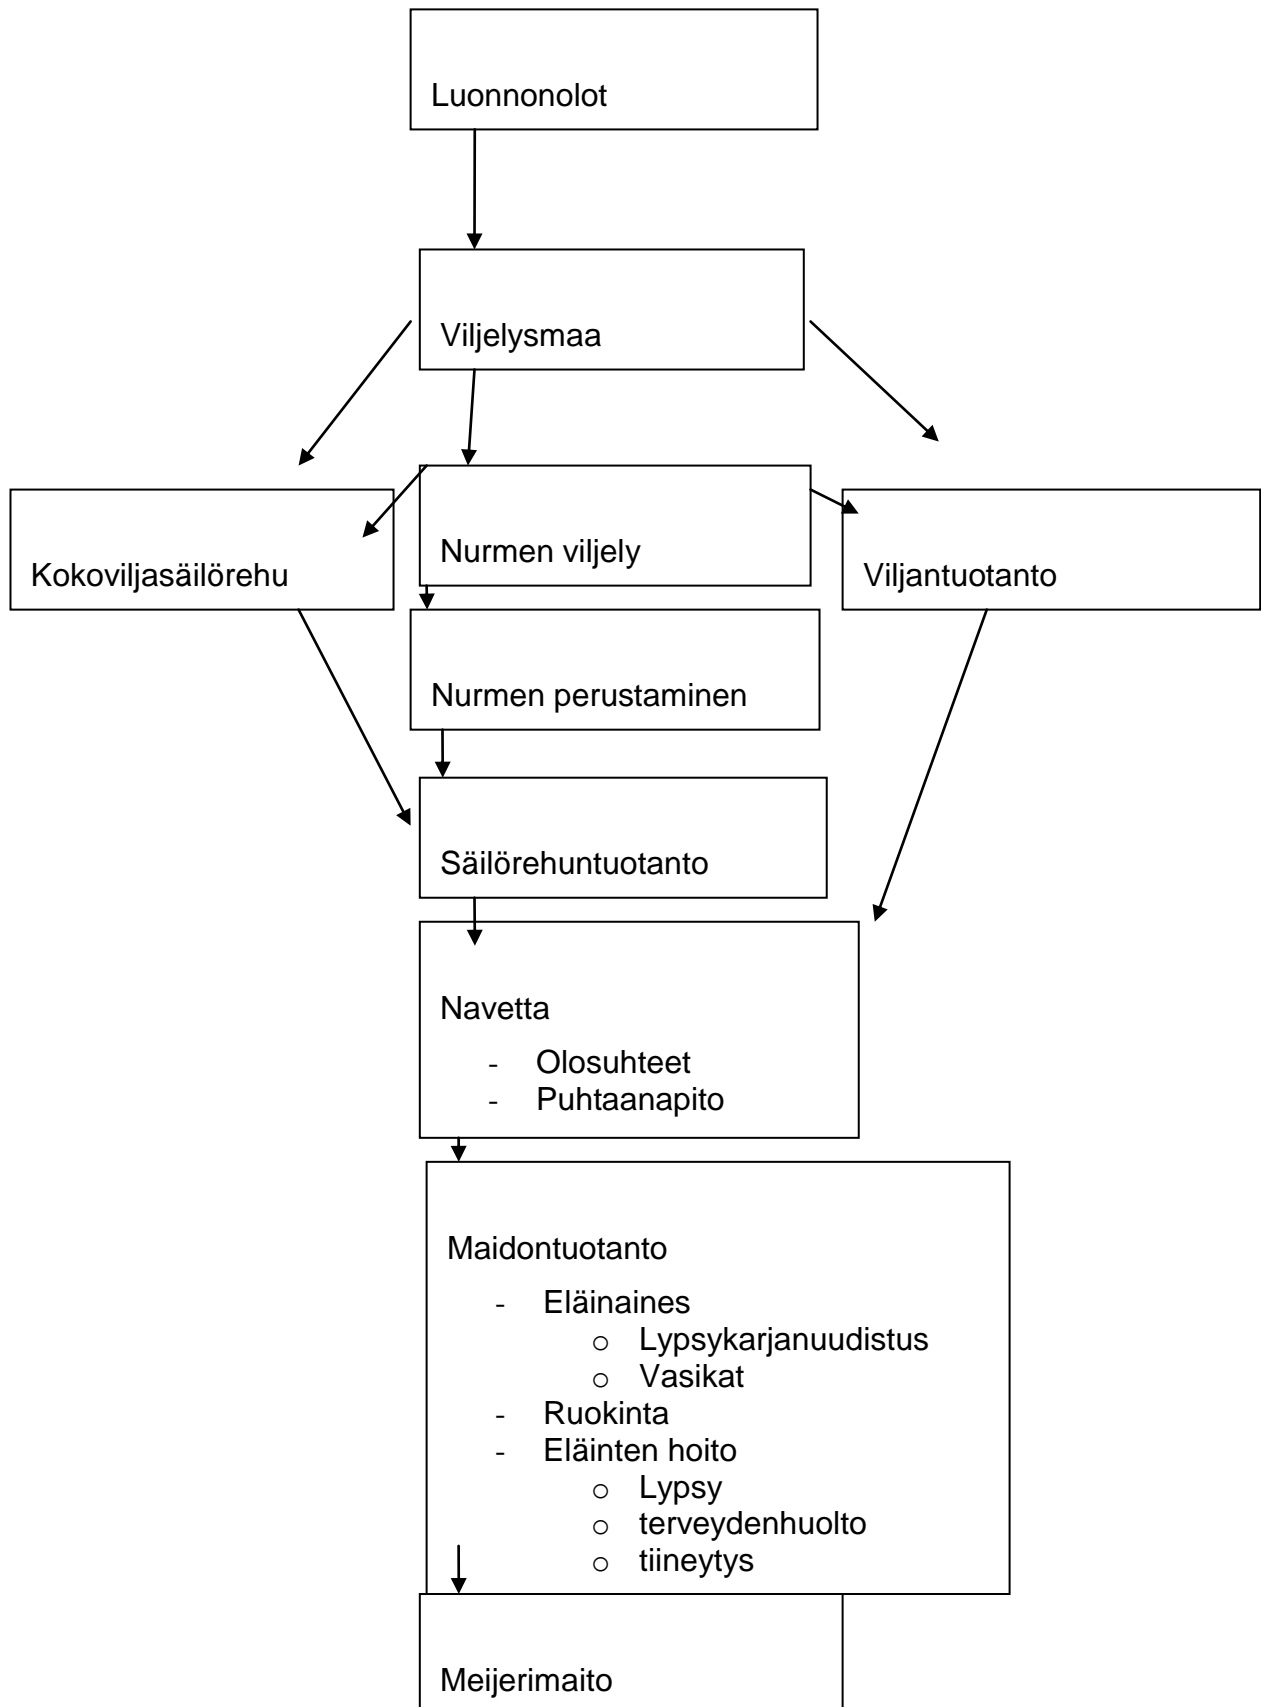 Luonnonolot
Viljelysmaa
Kokoviljasäilörehu
Nurmen viljely
Viljantuotanto
Nurmen perustaminen
Säilörehuntuotanto
Navetta
- Olosuhteet
- Puhtaanapito
Maidontuotanto
- Eläinaines
o Lypsykarjanuudistus
o Vasikat
- Ruokinta
- Eläinten hoito
o Lypsy
o terveydenhuolto
o tiineytys
Meijerimaito